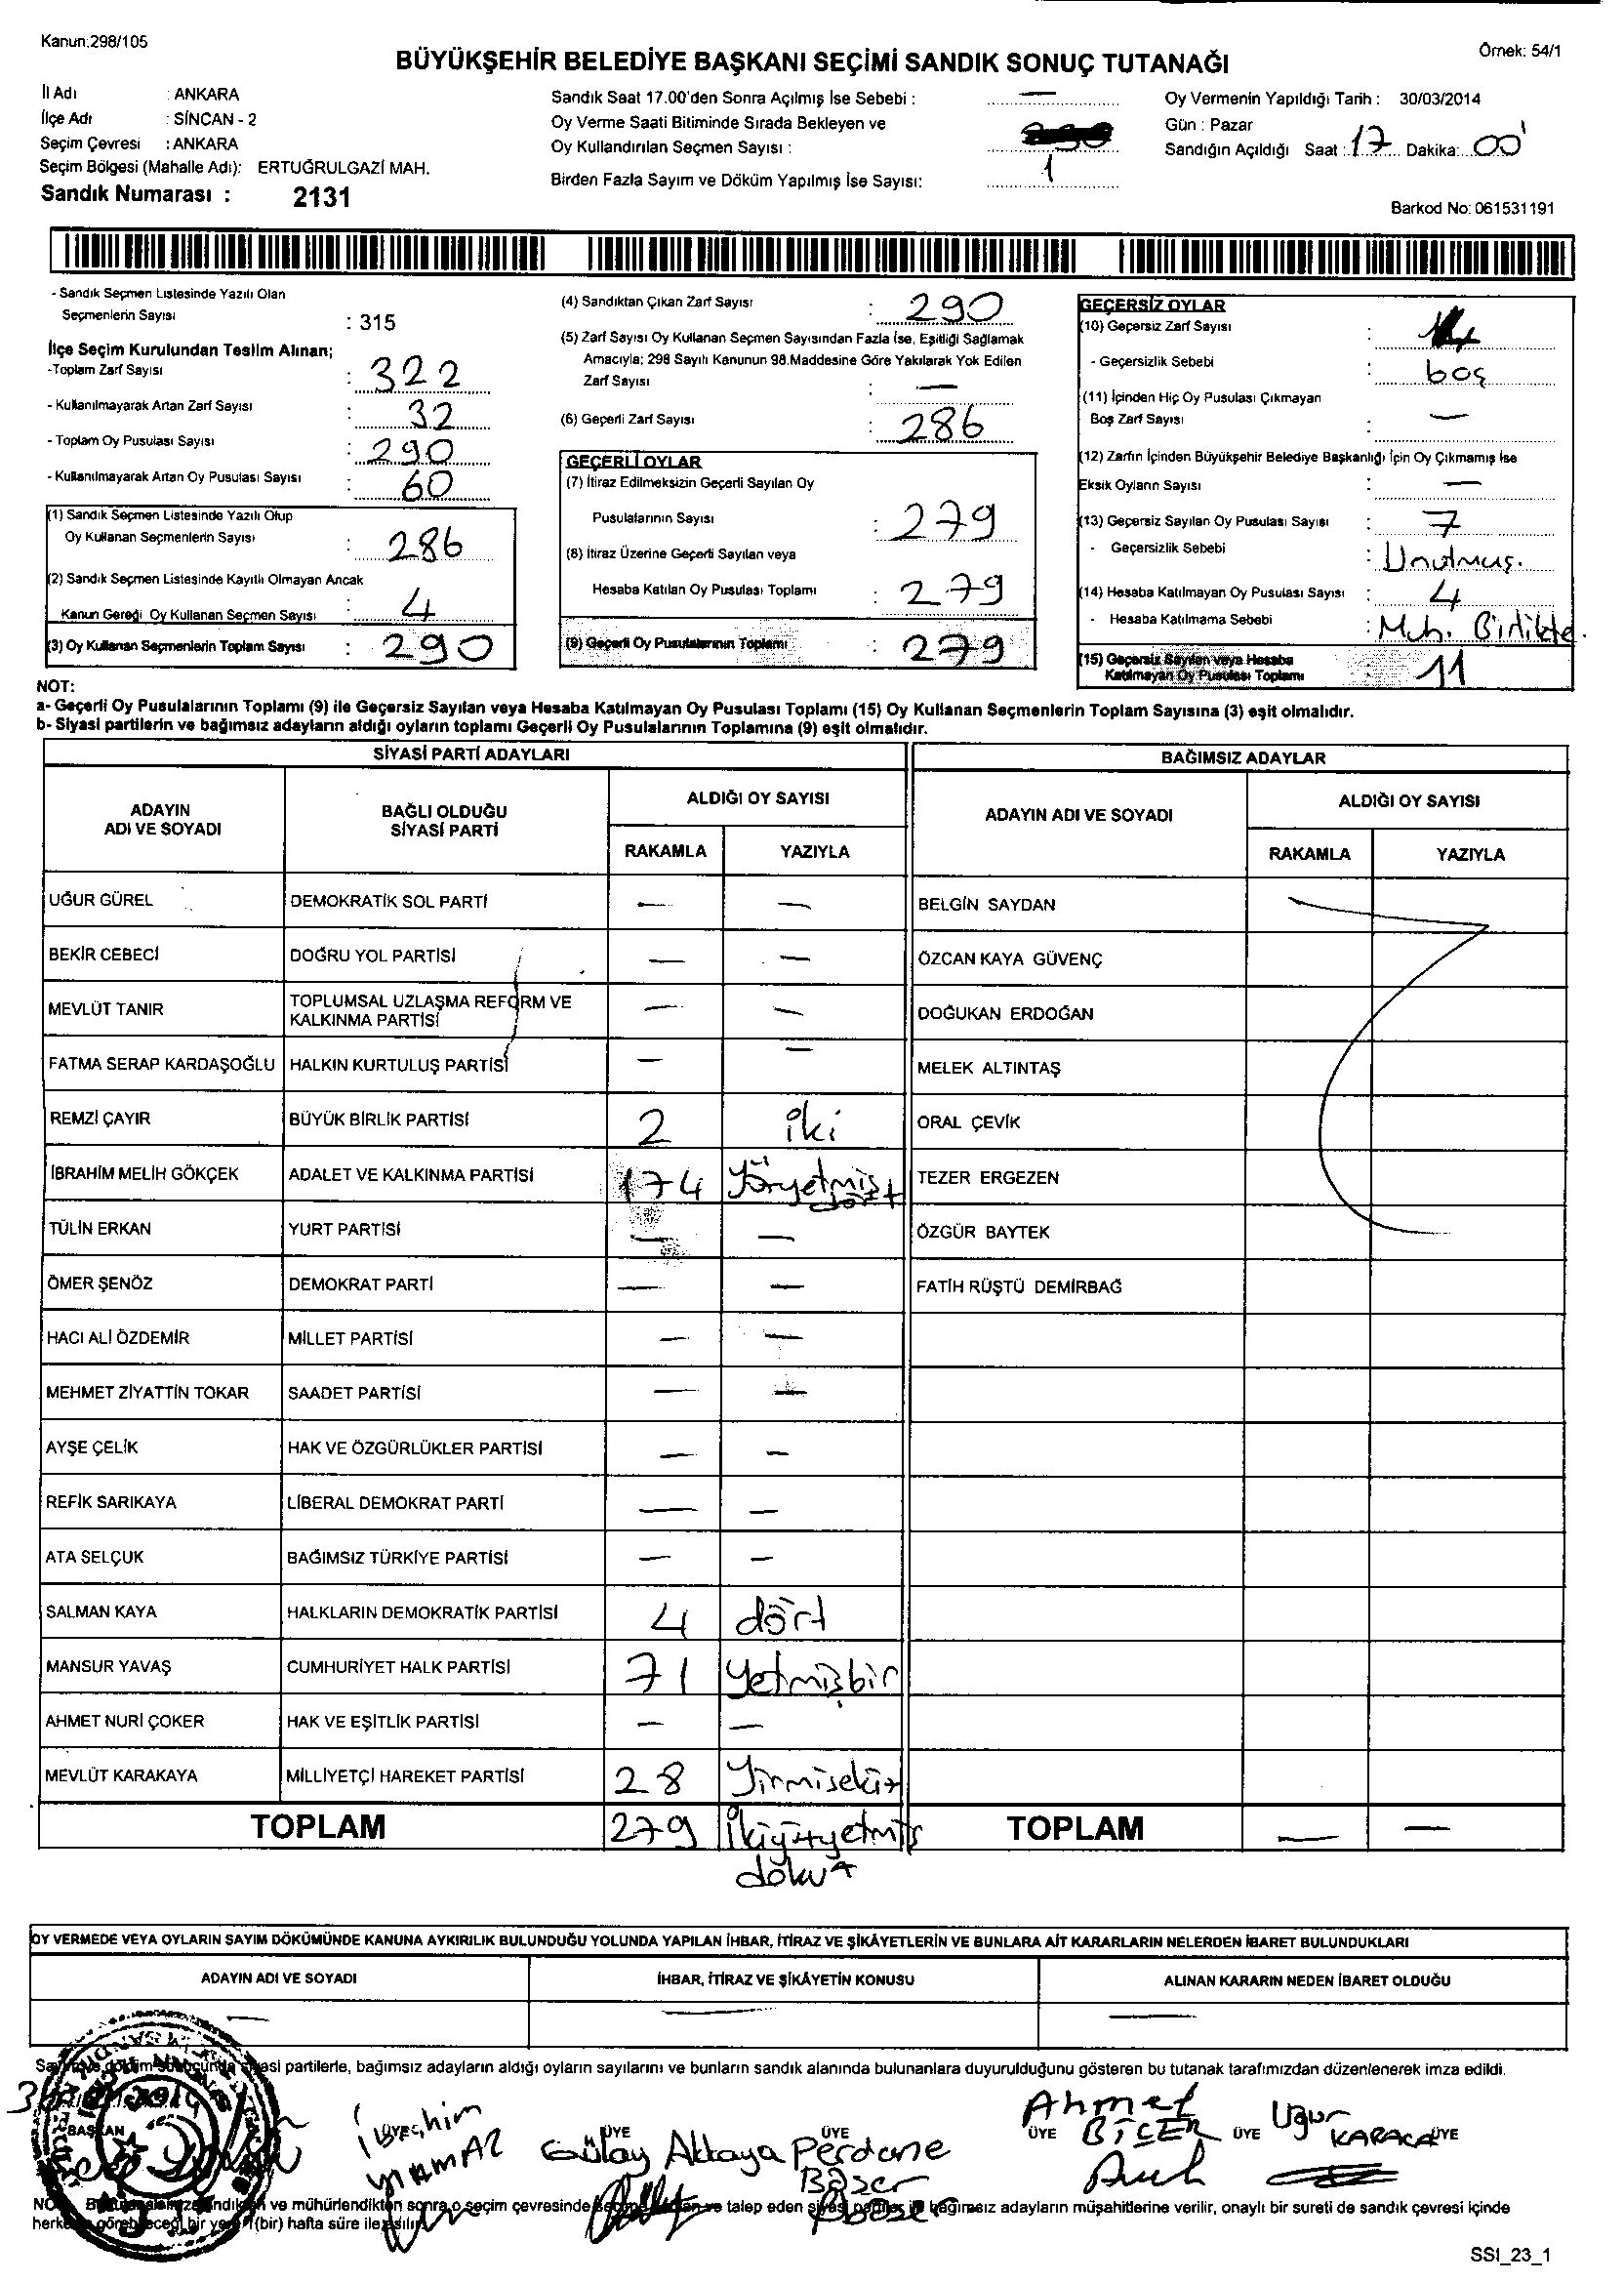 Kanun:298/105
Örnek: 54/1
BÜYÜKŞEHİR BELEDİYE BAŞKANI SEÇİMİ SANDIK SONUÇ TUTANAĞI
İl Adı : ANKARA
İlçe Adı : SİNCAN - 2
Seçim Çevresi : ANKARA
Seçim Bölgesi (Mahalle Adı): ERTUĞRULGAZİ MAH.
Sandık Numarası : 2131
Sandık Saat 17.00'den Sonra Açılmış İse Sebebi : —
Oy Verme Saati Bitiminde Sırada Bekleyen ve
Oy Kullandırılan Seçmen Sayısı :
Birden Fazla Sayım ve Döküm Yapılmış İse Sayısı: 1
Oy Vermenin Yapıldığı Tarih : 30/03/2014
Gün : Pazar
Sandığın Açıldığı Saat : 17 Dakika: 00'
Barkod No: 061531191
- Sandık Seçmen Listesinde Yazılı Olan
Seçmenlerin Sayısı : 315
İlçe Seçim Kurulundan Teslim Alınan;
-Toplam Zarf Sayısı : 322
- Kullanılmayarak Artan Zarf Sayısı : 32
- Toplam Oy Pusulası Sayısı : 290
- Kullanılmayarak Artan Oy Pusulası Sayısı : 60
(1) Sandık Seçmen Listesinde Yazılı Olup
Oy Kullanan Seçmenlerin Sayısı : 286
(2) Sandık Seçmen Listesinde Kayıtlı Olmayan Ancak
Kanun Gereği Oy Kullanan Seçmen Sayısı : 4
(3) Oy Kullanan Seçmenlerin Toplam Sayısı : 290
(4) Sandıktan Çıkan Zarf Sayısı : 290
(5) Zarf Sayısı Oy Kullanan Seçmen Sayısından Fazla İse, Eşitliği Sağlamak
Amacıyla; 298 Sayılı Kanunun 98.Maddesine Göre Yakılarak Yok Edilen
Zarf Sayısı : —
(6) Geçerli Zarf Sayısı : 286
GEÇERLİ OYLAR
(7) İtiraz Edilmeksizin Geçerli Sayılan Oy
Pusulalarının Sayısı : 279
(8) İtiraz Üzerine Geçerli Sayılan veya
Hesaba Katılan Oy Pusulası Toplamı : 279
(9) Geçerli Oy Pusulalarının Toplamı : 279
GEÇERSİZ OYLAR
(10) Geçersiz Zarf Sayısı :
- Geçersizlik Sebebi : boş
(11) İçinden Hiç Oy Pusulası Çıkmayan
Boş Zarf Sayısı : —
(12) Zarfın İçinden Büyükşehir Belediye Başkanlığı İçin Oy Çıkmamış İse
Eksik Oyların Sayısı : —
(13) Geçersiz Sayılan Oy Pusulası Sayısı : 7
- Geçersizlik Sebebi : Unutmuş.
(14) Hesaba Katılmayan Oy Pusulası Sayısı : 4
- Hesaba Katılmama Sebebi : Muh. Birlikte.
(15) Geçersiz Sayılan veya Hesaba
Katılmayan Oy Pusulası Toplamı : 11
NOT:
a- Geçerli Oy Pusulalarının Toplamı (9) ile Geçersiz Sayılan veya Hesaba Katılmayan Oy Pusulası Toplamı (15) Oy Kullanan Seçmenlerin Toplam Sayısına (3) eşit olmalıdır.
b- Siyasi partilerin ve bağımsız adayların aldığı oyların toplamı Geçerli Oy Pusulalarının Toplamına (9) eşit olmalıdır.
SİYASİ PARTİ ADAYLARI
ADAYIN ADI VE SOYADI
BAĞLI OLDUĞU SİYASİ PARTİ
ALDIĞI OY SAYISI
RAKAMLA YAZIYLA
UĞUR GÜREL DEMOKRATİK SOL PARTİ — —
BEKİR CEBECİ DOĞRU YOL PARTİSİ — —
MEVLÜT TANIR TOPLUMSAL UZLAŞMA REFORM VE KALKINMA PARTİSİ — —
FATMA SERAP KARDAŞOĞLU HALKIN KURTULUŞ PARTİSİ — —
REMZİ ÇAYIR BÜYÜK BİRLİK PARTİSİ 2 iki
İBRAHİM MELİH GÖKÇEK ADALET VE KALKINMA PARTİSİ 174 Yüzyetmiş dört
TÜLİN ERKAN YURT PARTİSİ — —
ÖMER ŞENÖZ DEMOKRAT PARTİ — —
HACI ALİ ÖZDEMİR MİLLET PARTİSİ — —
MEHMET ZİYATTİN TOKAR SAADET PARTİSİ — —
AYŞE ÇELİK HAK VE ÖZGÜRLÜKLER PARTİSİ — —
REFİK SARIKAYA LİBERAL DEMOKRAT PARTİ — —
ATA SELÇUK BAĞIMSIZ TÜRKİYE PARTİSİ — —
SALMAN KAYA HALKLARIN DEMOKRATİK PARTİSİ 4 dört
MANSUR YAVAŞ CUMHURİYET HALK PARTİSİ 71 Yetmişbir
AHMET NURİ ÇOKER HAK VE EŞİTLİK PARTİSİ — —
MEVLÜT KARAKAYA MİLLİYETÇİ HAREKET PARTİSİ 28 Yirmisekiz
TOPLAM 279 İkiyüzyetmiş
dokuz
BAĞIMSIZ ADAYLAR
ADAYIN ADI VE SOYADI
ALDIĞI OY SAYISI
RAKAMLA YAZIYLA
BELGİN SAYDAN
ÖZCAN KAYA GÜVENÇ
DOĞUKAN ERDOĞAN
MELEK ALTINTAŞ
ORAL ÇEVİK
TEZER ERGEZEN
ÖZGÜR BAYTEK
FATİH RÜŞTÜ DEMİRBAĞ
TOPLAM — —
OY VERMEDE VEYA OYLARIN SAYIM DÖKÜMÜNDE KANUNA AYKIRILIK BULUNDUĞU YOLUNDA YAPILAN İHBAR, İTİRAZ VE ŞİKÂYETLERİN VE BUNLARA AİT KARARLARIN NELERDEN İBARET BULUNDUKLARI
ADAYIN ADI VE SOYADI İHBAR, İTİRAZ VE ŞİKÂYETİN KONUSU ALINAN KARARIN NEDEN İBARET OLDUĞU
— — —
siyasi partilerle, bağımsız adayların aldığı oyların sayılarını ve bunların sandık alanında bulunanlara duyurulduğunu gösteren bu tutanak tarafımızdan düzenlenerek imza edildi.
BAŞKAN ÜYE ÜYE ÜYE ÜYE ÜYE ÜYE
İbrahim YILMAZ Gülay Akkaya Perdane Başer Ahmet BİÇER Uğur KARACA
ve mühürlendikten sonra o seçim çevresinde talep eden siyasi partiler ile bağımsız adayların müşahitlerine verilir, onaylı bir sureti de sandık çevresi içinde
(bir) hafta süre ile asılır.
SSI_23_1